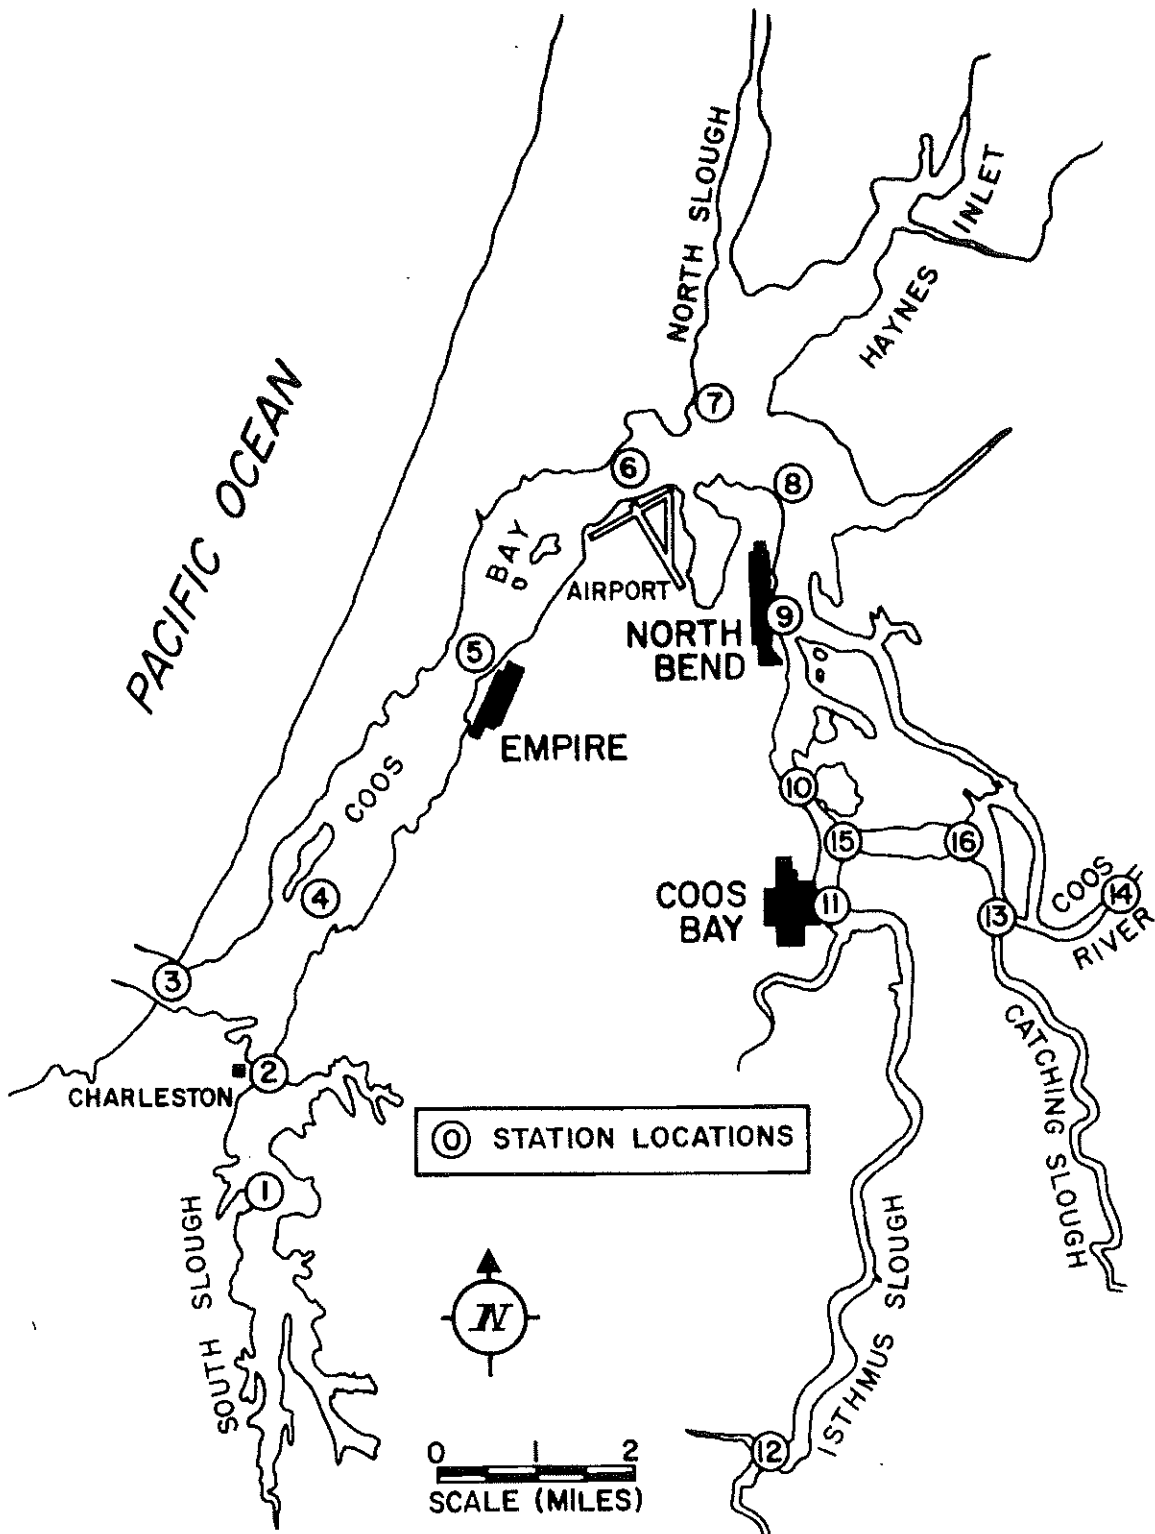 NORTH SLOUGH
HAYNES INLET
PACIFIC OCEAN
7
6
8
BAY
AIRPORT
9
NORTH
BEND
5
EMPIRE
COOS
10
15
16
4
COOS
BAY
11
13
14
COOS
RIVER
3
2
CHARLESTON
CATCHING SLOUGH
0 STATION LOCATIONS
1
SOUTH SLOUGH
N
ISTHMUS SLOUGH
12
0 1 2
SCALE (MILES)